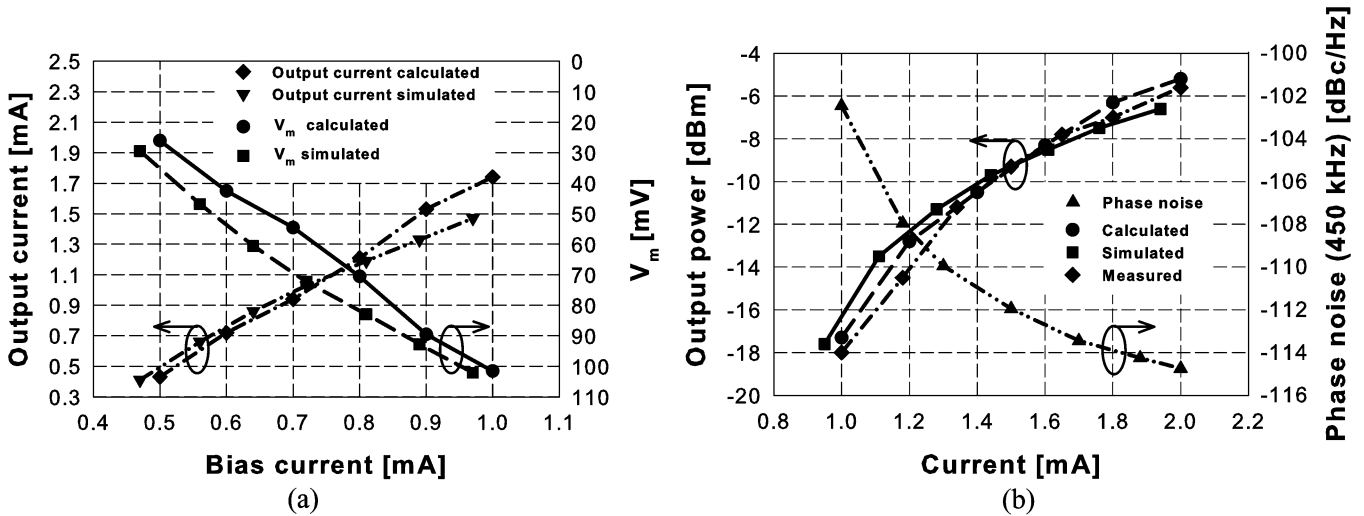 2.5
2.3
2.1
1.9
1.7
1.5
1.3
1.1
0.9
0.7
0.5
0.3
Output current [mA]
0.4 0.5 0.6 0.7 0.8 0.9 1.0 1.1
Bias current [mA]
0
10
20
30
40
50
60
70
80
90
100
110
Vm [mV]
Output current calculated
Output current simulated
Vm calculated
Vm simulated
(a)
-4
-6
-8
-10
-12
-14
-16
-18
-20
Output power [dBm]
0.8 1.0 1.2 1.4 1.6 1.8 2.0 2.2
Current [mA]
-100
-102
-104
-106
-108
-110
-112
-114
-116
Phase noise (450 kHz) [dBc/Hz]
Phase noise
Calculated
Simulated
Measured
(b)